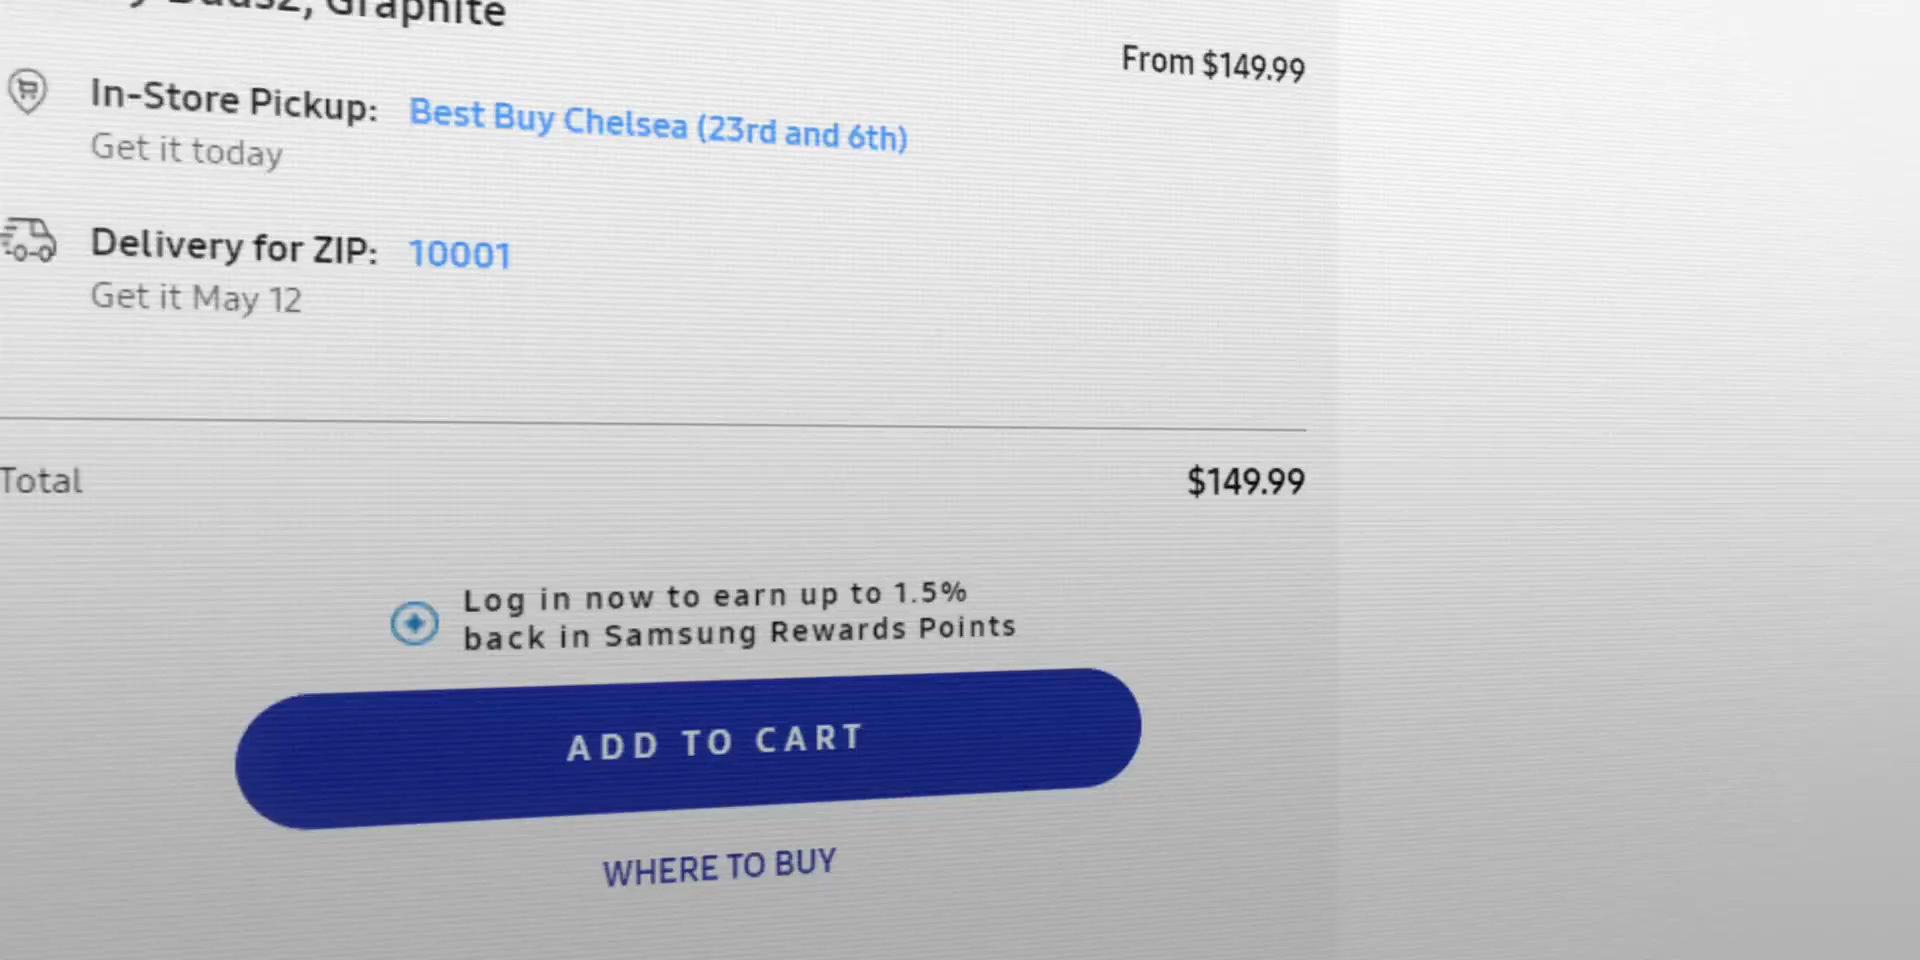 Buds2, Graphite
From $149.99
In-Store Pickup: Best Buy Chelsea (23rd and 6th)
Get it today
Delivery for ZIP: 10001
Get it May 12
Total $149.99
Log in now to earn up to 1.5%
back in Samsung Rewards Points
ADD TO CART
WHERE TO BUY